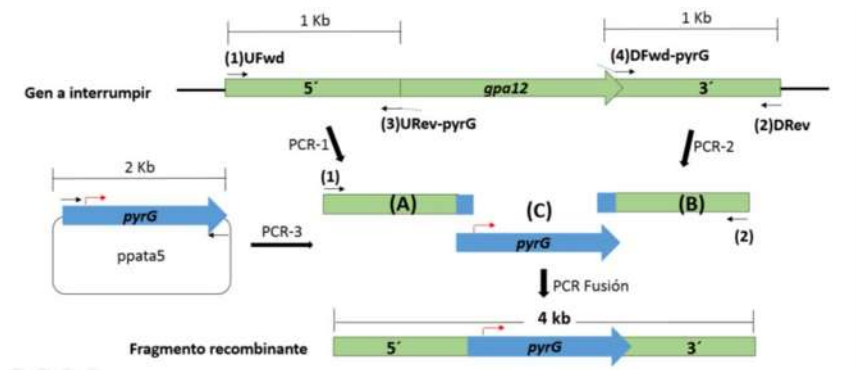 1 Kb
1 Kb
(1)UFwd
(4)DFwd-pyrG
Gen a interrumpir
5´
gpa12
3´
(3)URev-pyrG
(2)DRev
PCR-1
PCR-2
2 Kb
(1)
pyrG
(A)
(C)
(B)
PCR-3
pyrG
(2)
ppata5
PCR Fusión
4 kb
Fragmento recombinante
5´
pyrG
3´